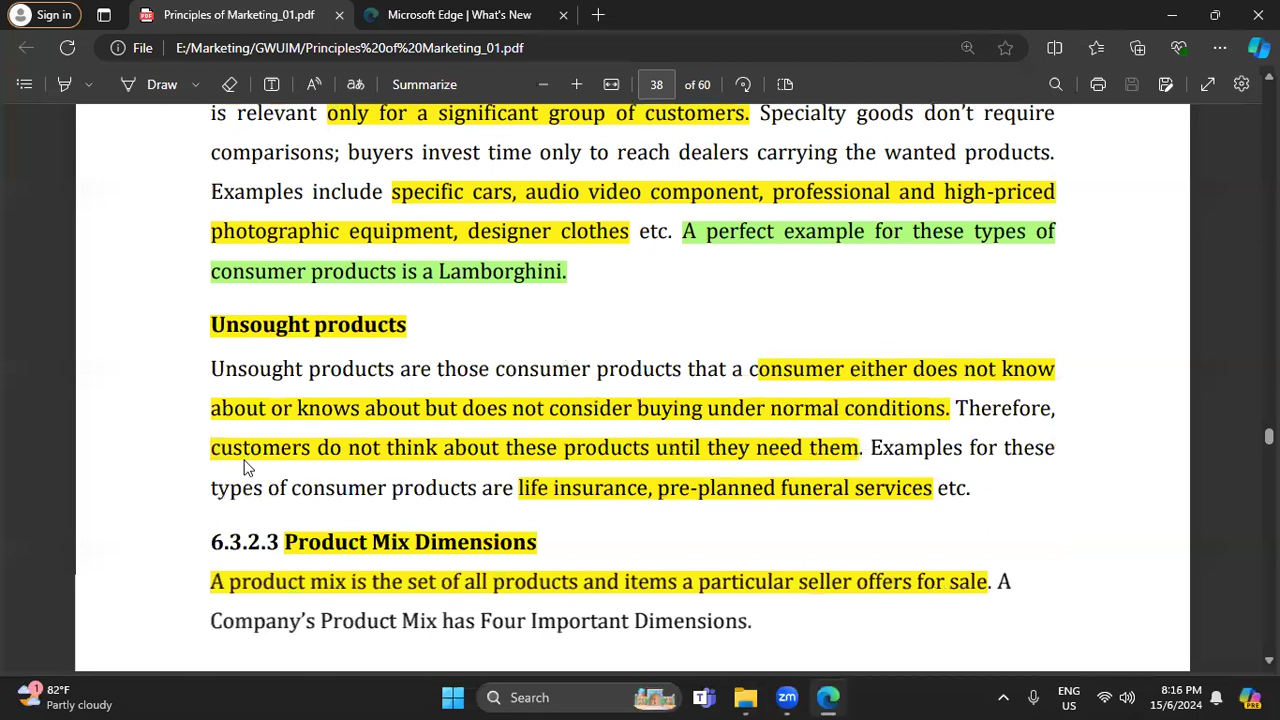 Sign in
Principles of Marketing_01.pdf
Microsoft Edge | What's New
File
E:/Marketing/GWUIM/Principles%20of%20Marketing_01.pdf
Draw
Summarize
38
of 60
is relevant only for a significant group of customers. Specialty goods don’t require
comparisons; buyers invest time only to reach dealers carrying the wanted products.
Examples include specific cars, audio video component, professional and high-priced
photographic equipment, designer clothes etc. A perfect example for these types of
consumer products is a Lamborghini.
Unsought products
Unsought products are those consumer products that a consumer either does not know
about or knows about but does not consider buying under normal conditions. Therefore,
customers do not think about these products until they need them. Examples for these
types of consumer products are life insurance, pre-planned funeral services etc.
6.3.2.3 Product Mix Dimensions
A product mix is the set of all products and items a particular seller offers for sale. A
Company’s Product Mix has Four Important Dimensions.
1
82°F
Partly cloudy
Search
zm
ENG
US
8:16 PM
15/6/2024
PRE